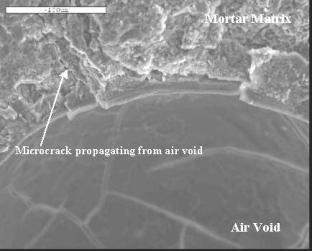 Mortar Matrix
Microcrack propagating from air void
Air Void